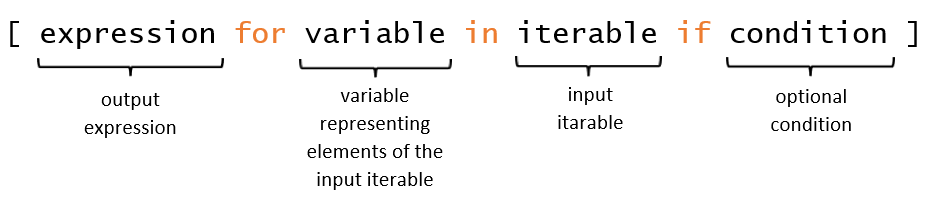 [ expression for variable in iterable if condition ]
output
expression
variable
representing
elements of the
input iterable
input
itarable
optional
condition